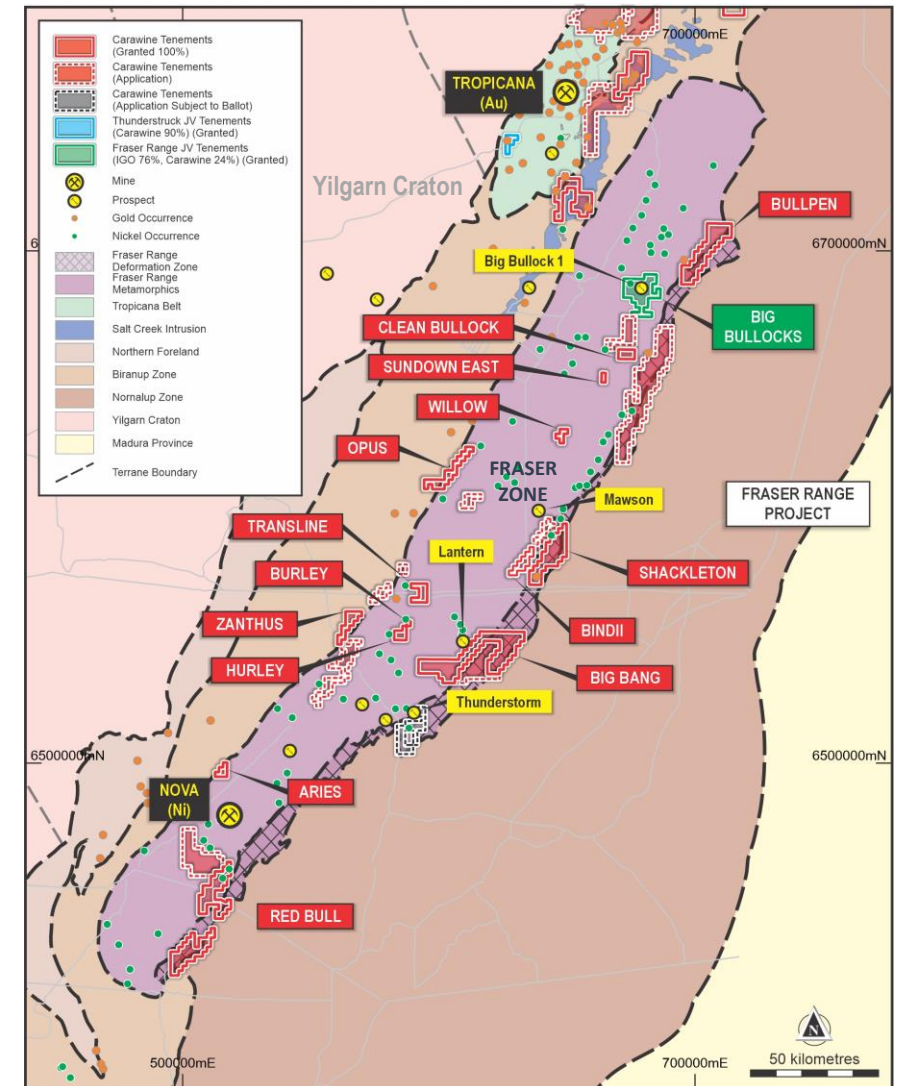 Carawine Tenements
(Granted 100%)
Carawine Tenements
(Application)
Carawine Tenements
(Application Subject to Ballot)
Thunderstruck JV Tenements
(Carawine 90%) (Granted)
Fraser Range JV Tenements
(IGO 76%, Carawine 24%) (Granted)
Mine
Prospect
Gold Occurrence
Nickel Occurrence
Fraser Range
Deformation Zone
Fraser Range
Metamorphics
Tropicana Belt
Salt Creek Intrusion
Northern Foreland
Biranup Zone
Nornalup Zone
Yilgarn Craton
Madura Province
Terrane Boundary
700000mE
TROPICANA
(Au)
Yilgarn Craton
BULLPEN
6700000mN
Big Bullock 1
BIG
BULLOCKS
CLEAN BULLOCK
SUNDOWN EAST
WILLOW
OPUS
FRASER
ZONE
Mawson
FRASER RANGE
PROJECT
TRANSLINE
Lantern
SHACKLETON
BURLEY
ZANTHUS
BINDII
HURLEY
BIG BANG
Thunderstorm
6500000mN
6500000mN
NOVA
(Ni)
ARIES
RED BULL
N
500000mE
700000mE
50 kilometres